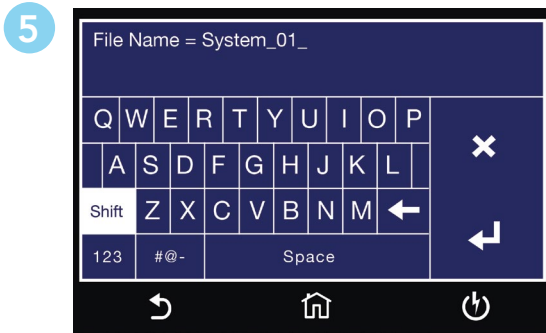 5
File Name = System_01_
Q W E R T Y U I O P
A S D F G H J K L
Shift Z X C V B N M
123 #@- Space